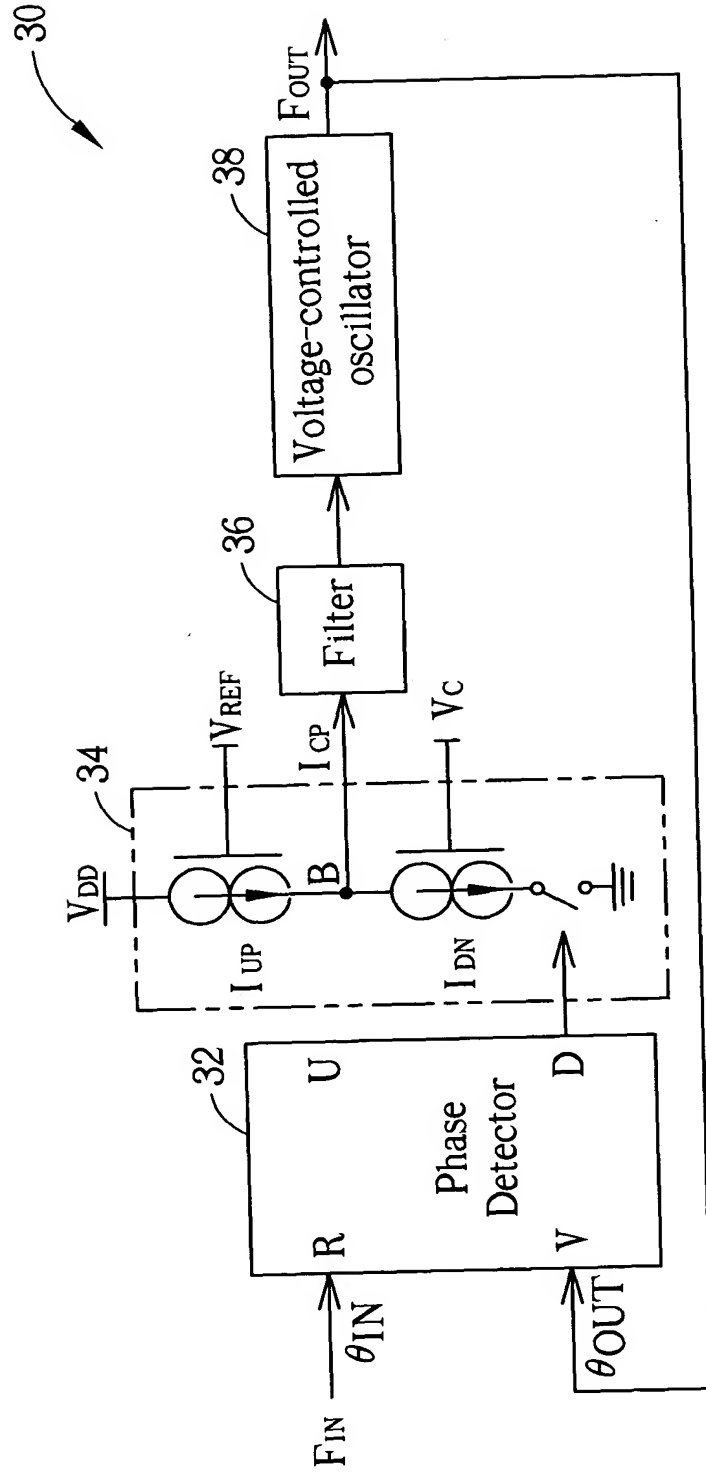 30
FIN
θIN
θOUT
32
R
U
V
D
Phase
Detector
34
VDD
IUP
VREF
B
ICP
IDN
VC
36
Filter
38
Voltage-controlled
oscillator
FOUT